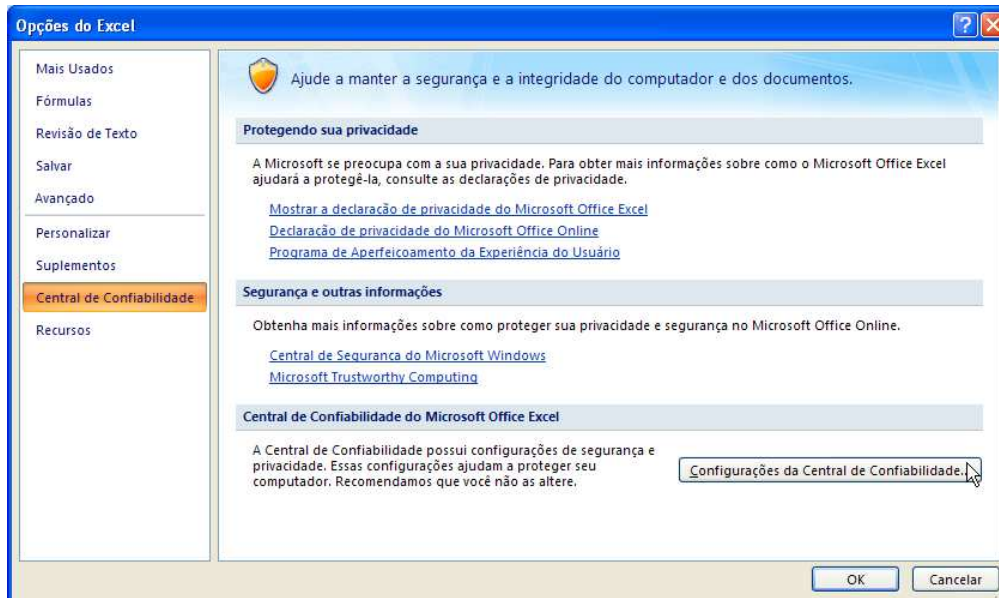 Opções do Excel
Mais Usados
Fórmulas
Revisão de Texto
Salvar
Avançado
Personalizar
Suplementos
Central de Confiabilidade
Recursos
Ajude a manter a segurança e a integridade do computador e dos documentos.
Protegendo sua privacidade
A Microsoft se preocupa com a sua privacidade. Para obter mais informações sobre como o Microsoft Office Excel
ajudará a protegê-la, consulte as declarações de privacidade.
Mostrar a declaração de privacidade do Microsoft Office Excel
Declaração de privacidade do Microsoft Office Online
Programa de Aperfeiçoamento da Experiência do Usuário
Segurança e outras informações
Obtenha mais informações sobre como proteger sua privacidade e segurança no Microsoft Office Online.
Central de Segurança do Microsoft Windows
Microsoft Trustworthy Computing
Central de Confiabilidade do Microsoft Office Excel
A Central de Confiabilidade possui configurações de segurança e
privacidade. Essas configurações ajudam a proteger seu
computador. Recomendamos que você não as altere.
Configurações da Central de Confiabilidade...
OK
Cancelar